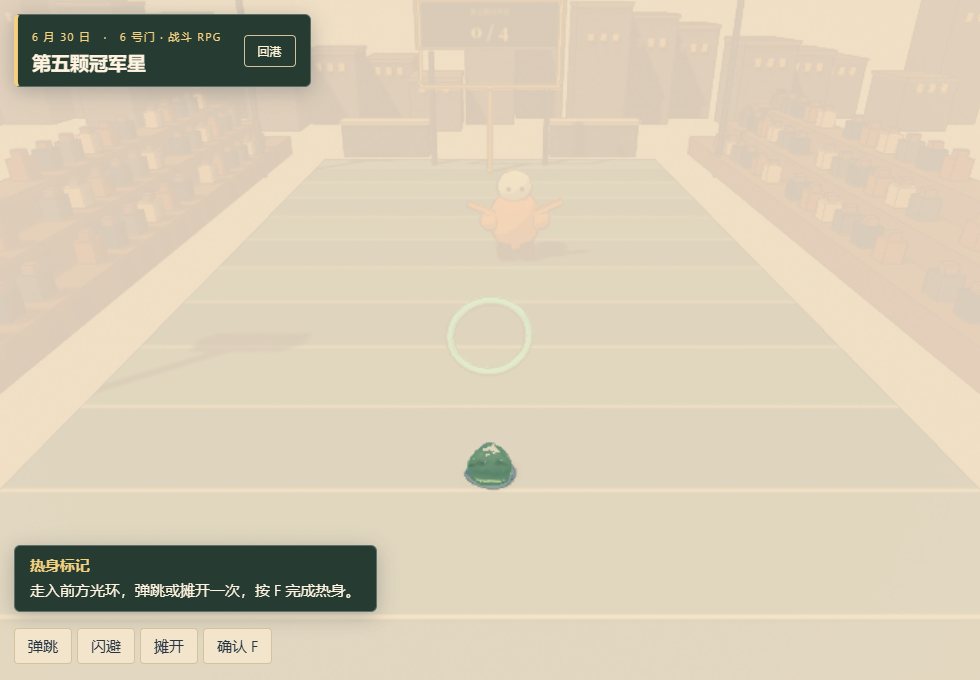 6 月 30 日 · 6 号门 · 战斗 RPG
第五颗冠军星
回港
0 / 4
热身标记
走入前方光环，弹跳或摊开一次，按 F 完成热身。
弹跳
闪避
摊开
确认 F